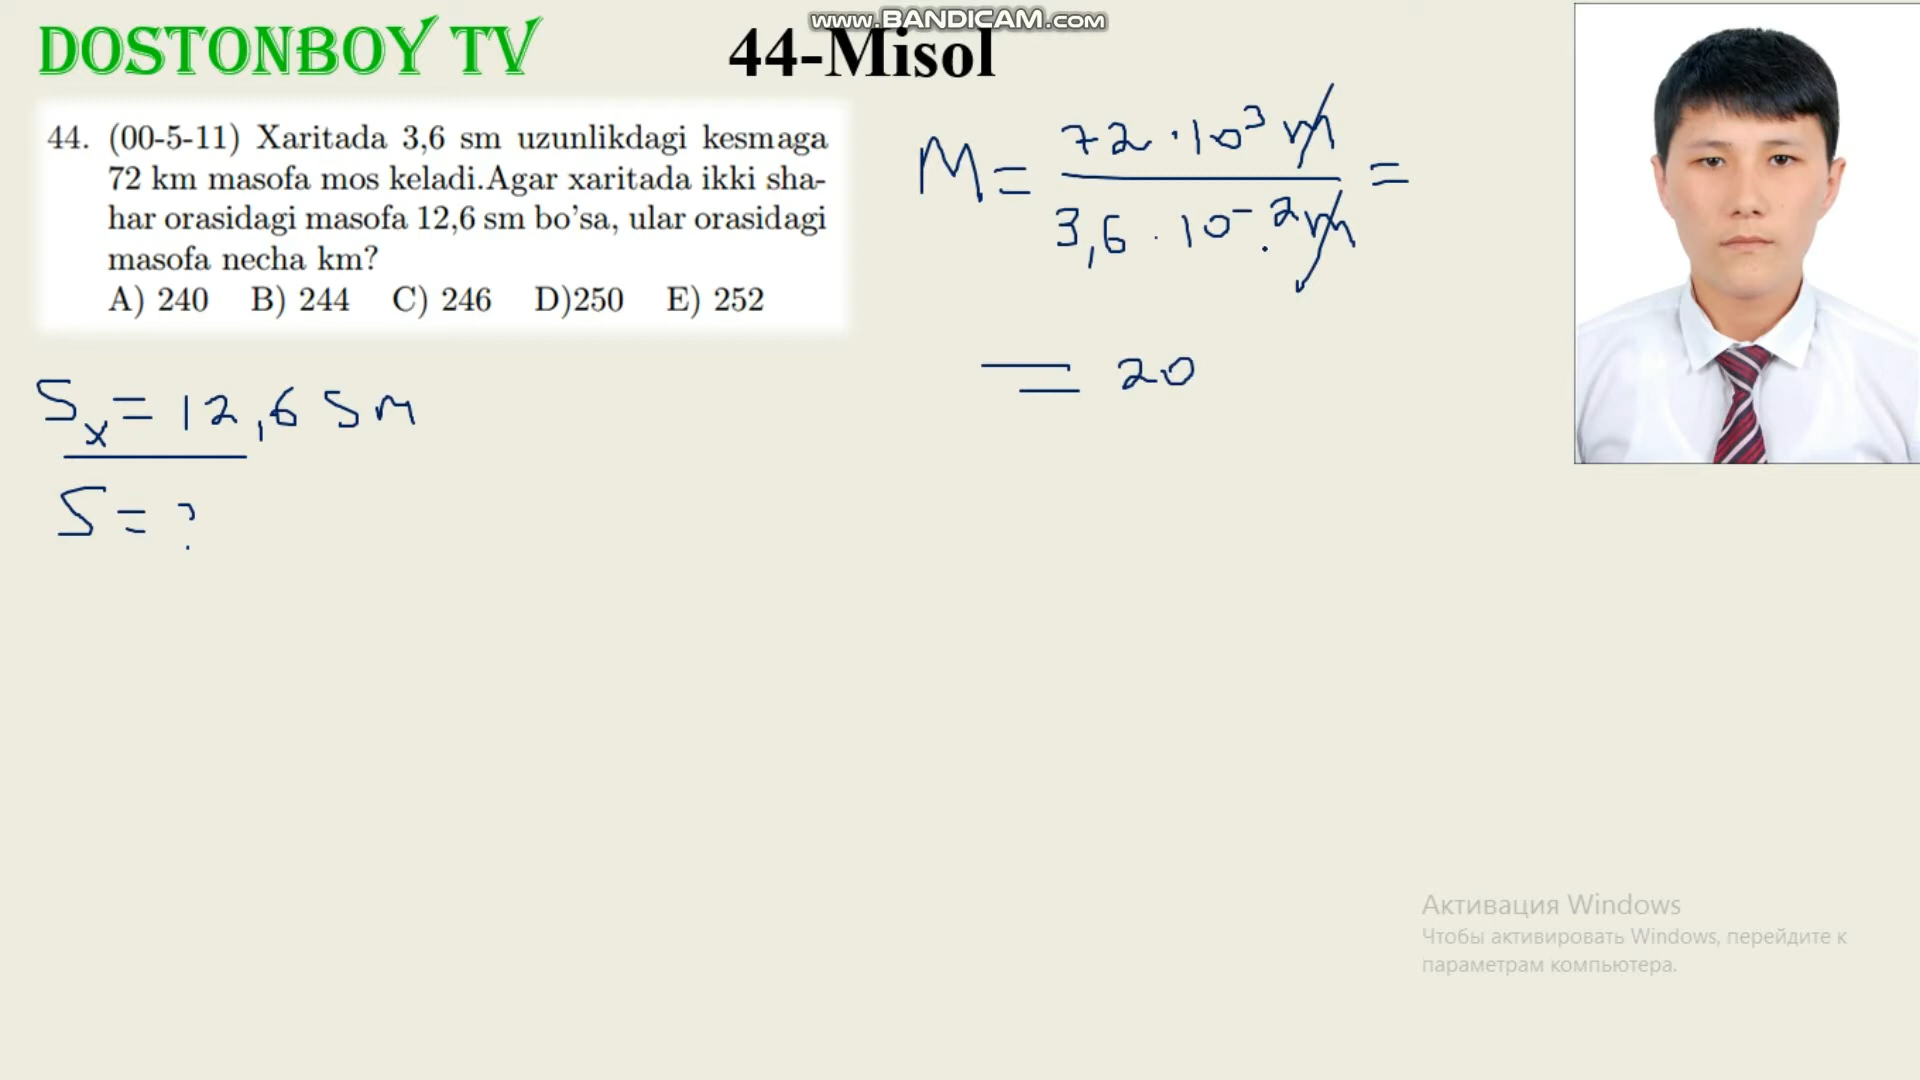 www.BANDICAM.com
DOSTONBOY TV
44-Misol
44. (00-5-11) Xaritada 3,6 sm uzunlikdagi kesmaga
72 km masofa mos keladi.Agar xaritada ikki sha-
har orasidagi masofa 12,6 sm bo'sa, ular orasidagi
masofa necha km?
A) 240 B) 244 C) 246 D)250 E) 252
M = 72 · 10³ m / 3,6 · 10⁻² m =
= 20
Sₓ = 12,6 sm
S = ?
Активация Windows
Чтобы активировать Windows, перейдите к
параметрам компьютера.